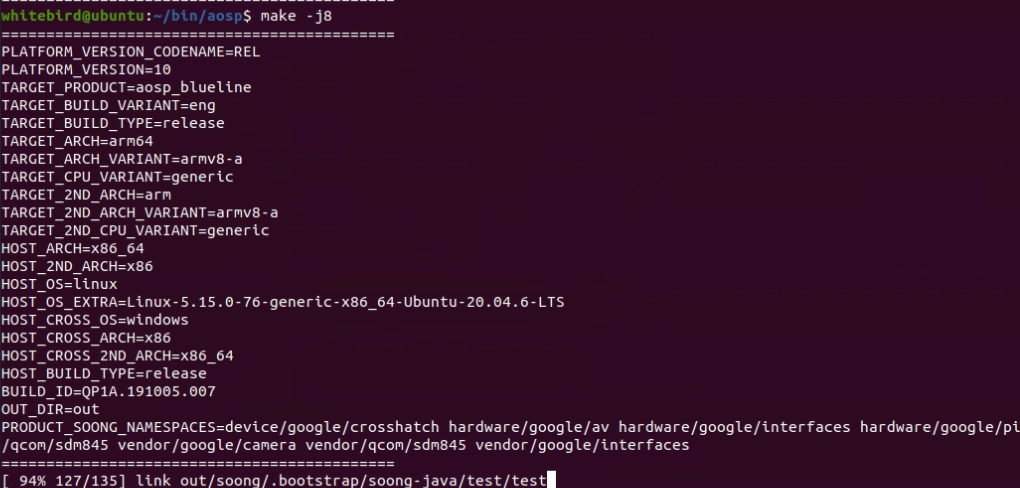 ============================================
whitebird@ubuntu:~/bin/aosp$ make -j8
============================================
PLATFORM_VERSION_CODENAME=REL
PLATFORM_VERSION=10
TARGET_PRODUCT=aosp_blueline
TARGET_BUILD_VARIANT=eng
TARGET_BUILD_TYPE=release
TARGET_ARCH=arm64
TARGET_ARCH_VARIANT=armv8-a
TARGET_CPU_VARIANT=generic
TARGET_2ND_ARCH=arm
TARGET_2ND_ARCH_VARIANT=armv8-a
TARGET_2ND_CPU_VARIANT=generic
HOST_ARCH=x86_64
HOST_2ND_ARCH=x86
HOST_OS=linux
HOST_OS_EXTRA=Linux-5.15.0-76-generic-x86_64-Ubuntu-20.04.6-LTS
HOST_CROSS_OS=windows
HOST_CROSS_ARCH=x86
HOST_CROSS_2ND_ARCH=x86_64
HOST_BUILD_TYPE=release
BUILD_ID=QP1A.191005.007
OUT_DIR=out
PRODUCT_SOONG_NAMESPACES=device/google/crosshatch hardware/google/av hardware/google/interfaces hardware/google/pi
/qcom/sdm845 vendor/google/camera vendor/qcom/sdm845 vendor/google/interfaces
============================================
[ 94% 127/135] link out/soong/.bootstrap/soong-java/test/test